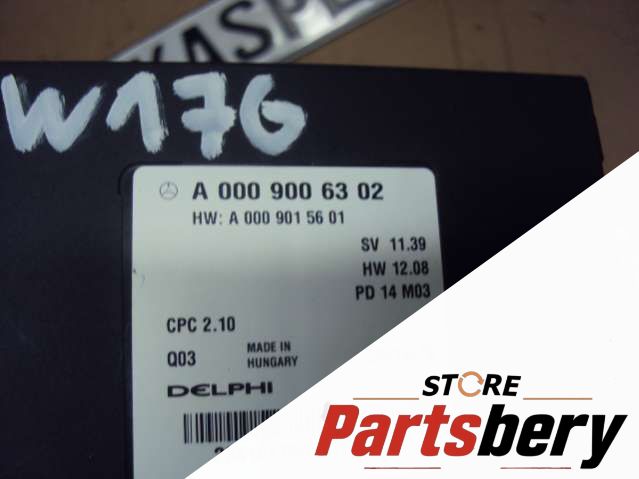 KASPE
W176
A 000 900 63 02
HW: A 000 901 56 01
SV 11.39
HW 12.08
PD 14 M03
CPC 2.10
Q03 MADE IN
HUNGARY
DELPHI
STORE
Partsbery